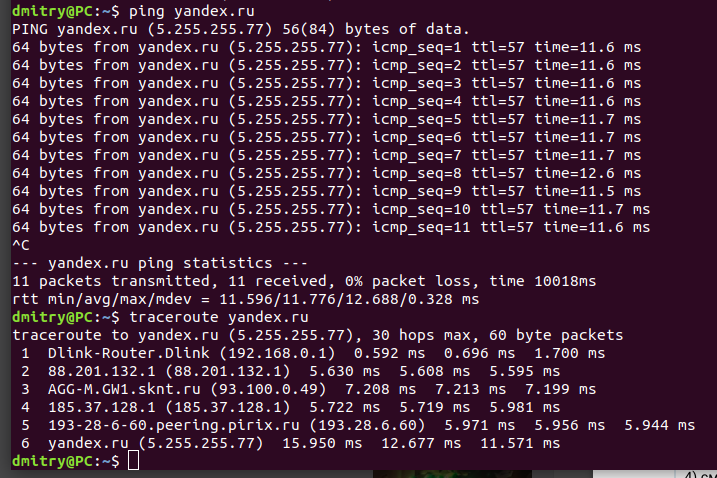 dmitry@PC:~$ ping yandex.ru
PING yandex.ru (5.255.255.77) 56(84) bytes of data.
64 bytes from yandex.ru (5.255.255.77): icmp_seq=1 ttl=57 time=11.6 ms
64 bytes from yandex.ru (5.255.255.77): icmp_seq=2 ttl=57 time=11.6 ms
64 bytes from yandex.ru (5.255.255.77): icmp_seq=3 ttl=57 time=11.6 ms
64 bytes from yandex.ru (5.255.255.77): icmp_seq=4 ttl=57 time=11.6 ms
64 bytes from yandex.ru (5.255.255.77): icmp_seq=5 ttl=57 time=11.7 ms
64 bytes from yandex.ru (5.255.255.77): icmp_seq=6 ttl=57 time=11.7 ms
64 bytes from yandex.ru (5.255.255.77): icmp_seq=7 ttl=57 time=11.7 ms
64 bytes from yandex.ru (5.255.255.77): icmp_seq=8 ttl=57 time=12.6 ms
64 bytes from yandex.ru (5.255.255.77): icmp_seq=9 ttl=57 time=11.5 ms
64 bytes from yandex.ru (5.255.255.77): icmp_seq=10 ttl=57 time=11.7 ms
64 bytes from yandex.ru (5.255.255.77): icmp_seq=11 ttl=57 time=11.6 ms
^C
--- yandex.ru ping statistics ---
11 packets transmitted, 11 received, 0% packet loss, time 10018ms
rtt min/avg/max/mdev = 11.596/11.776/12.688/0.328 ms
dmitry@PC:~$ traceroute yandex.ru
traceroute to yandex.ru (5.255.255.77), 30 hops max, 60 byte packets
 1  Dlink-Router.Dlink (192.168.0.1)  0.592 ms  0.696 ms  1.700 ms
 2  88.201.132.1 (88.201.132.1)  5.630 ms  5.608 ms  5.595 ms
 3  AGG-M.GW1.sknt.ru (93.100.0.49)  7.208 ms  7.213 ms  7.199 ms
 4  185.37.128.1 (185.37.128.1)  5.722 ms  5.719 ms  5.981 ms
 5  193-28-6-60.peering.pirix.ru (193.28.6.60)  5.971 ms  5.956 ms  5.944 ms
 6  yandex.ru (5.255.255.77)  15.950 ms  12.677 ms  11.571 ms
dmitry@PC:~$